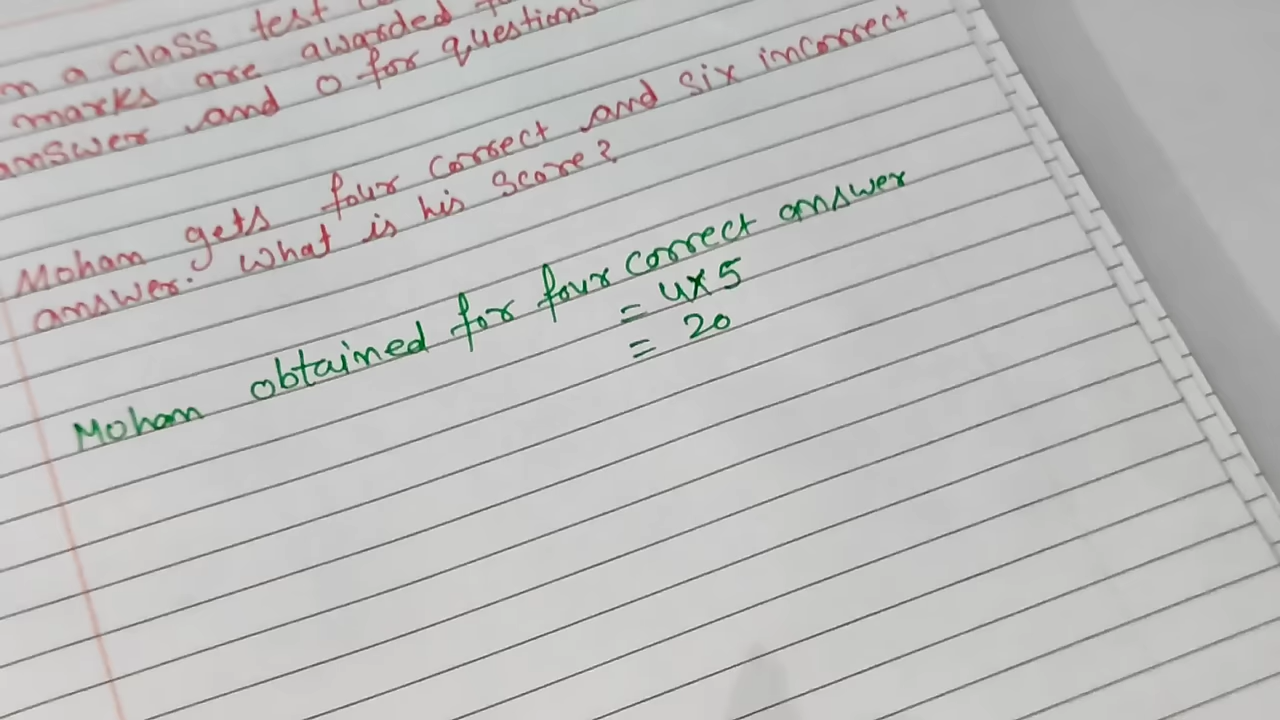 in a class test
marks are awarded
answer and 0 for questions
Mohan gets four correct and six incorrect
answer. What is his score?
Mohan obtained for four correct answer
= 4x5
= 20